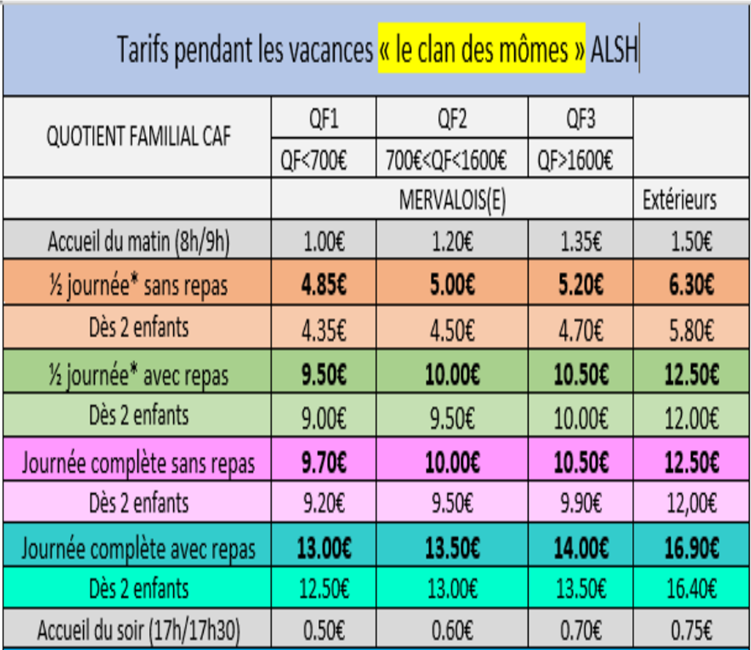 Tarifs pendant les vacances « le clan des mômes » ALSH
QUOTIENT FAMILIAL CAF QF1 QF2 QF3
QF<700€ 700€<QF<1600€ QF>1600€
MERVALOIS(E) Extérieurs
Accueil du matin (8h/9h) 1.00€ 1.20€ 1.35€ 1.50€
½ journée* sans repas 4.85€ 5.00€ 5.20€ 6.30€
Dès 2 enfants 4.35€ 4.50€ 4.70€ 5.80€
½ journée* avec repas 9.50€ 10.00€ 10.50€ 12.50€
Dès 2 enfants 9.00€ 9.50€ 10.00€ 12.00€
Journée complète sans repas 9.70€ 10.00€ 10.50€ 12.50€
Dès 2 enfants 9.20€ 9.50€ 9.90€ 12,00€
Journée complète avec repas 13.00€ 13.50€ 14.00€ 16.90€
Dès 2 enfants 12.50€ 13.00€ 13.50€ 16.40€
Accueil du soir (17h/17h30) 0.50€ 0.60€ 0.70€ 0.75€